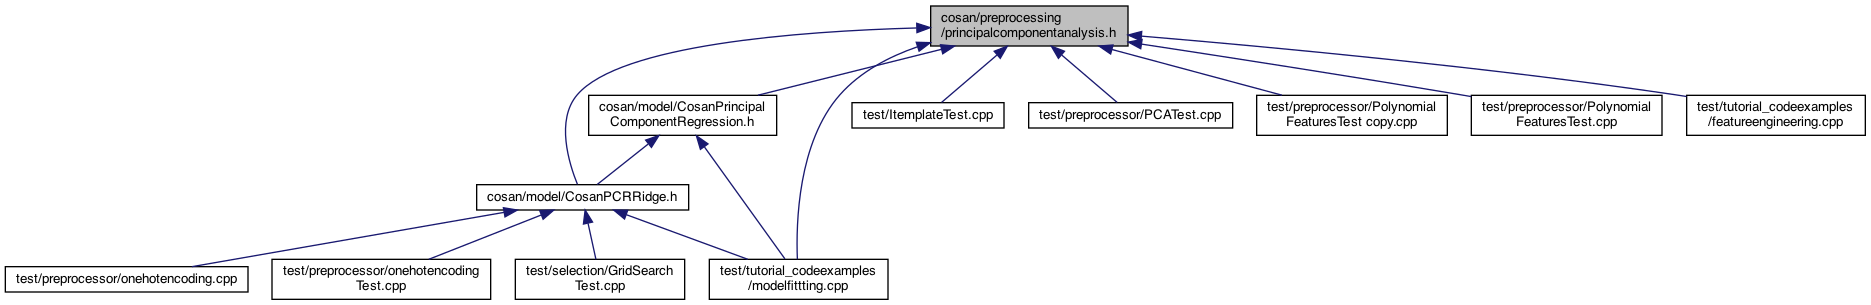 cosan/preprocessing
/principalcomponentanalysis.h
cosan/model/CosanPrincipal
ComponentRegression.h
test/ItemplateTest.cpp
test/preprocessor/PCATest.cpp
test/preprocessor/Polynomial
FeaturesTest copy.cpp
test/preprocessor/Polynomial
FeaturesTest.cpp
test/tutorial_codeexamples
/featureengineering.cpp
cosan/model/CosanPCRRidge.h
test/preprocessor/onehotencoding.cpp
test/preprocessor/onehotencoding
Test.cpp
test/selection/GridSearch
Test.cpp
test/tutorial_codeexamples
/modelfittting.cpp